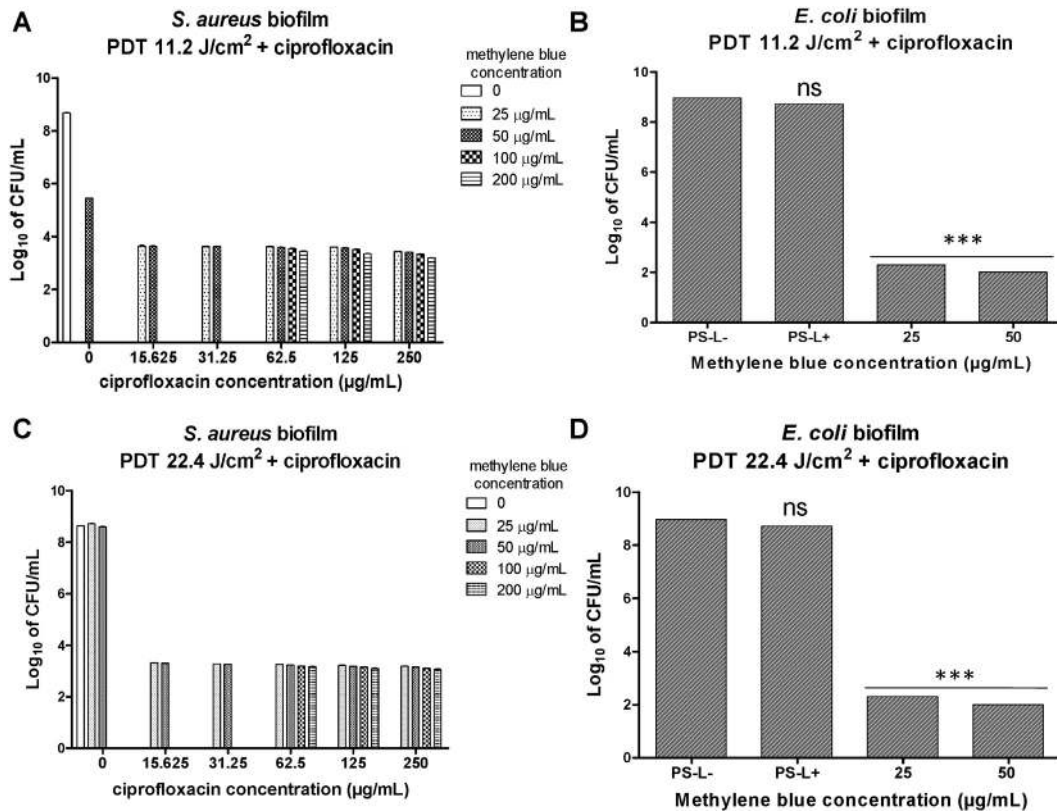 A
S. aureus biofilm
PDT 11.2 J/cm² + ciprofloxacin
methylene blue
concentration
0
25 μg/mL
50 μg/mL
100 μg/mL
200 μg/mL
Log₁₀ of CFU/mL
10
8
6
4
2
0
0 15.625 31.25 62.5 125 250
ciprofloxacin concentration (μg/mL)
B
E. coli biofilm
PDT 11.2 J/cm² + ciprofloxacin
Log₁₀ of CFU/mL
10
8
6
4
2
0
ns
***
PS-L- PS-L+ 25 50
Methylene blue concentration (μg/mL)
C
S. aureus biofilm
PDT 22.4 J/cm² + ciprofloxacin
methylene blue
concentration
0
25 μg/mL
50 μg/mL
100 μg/mL
200 μg/mL
Log₁₀ of CFU/mL
10
8
6
4
2
0
0 15.625 31.25 62.5 125 250
ciprofloxacin concentration (μg/mL)
D
E. coli biofilm
PDT 22.4 J/cm² + ciprofloxacin
Log₁₀ of CFU/mL
10
8
6
4
2
0
ns
***
PS-L- PS-L+ 25 50
Methylene blue concentration (μg/mL)